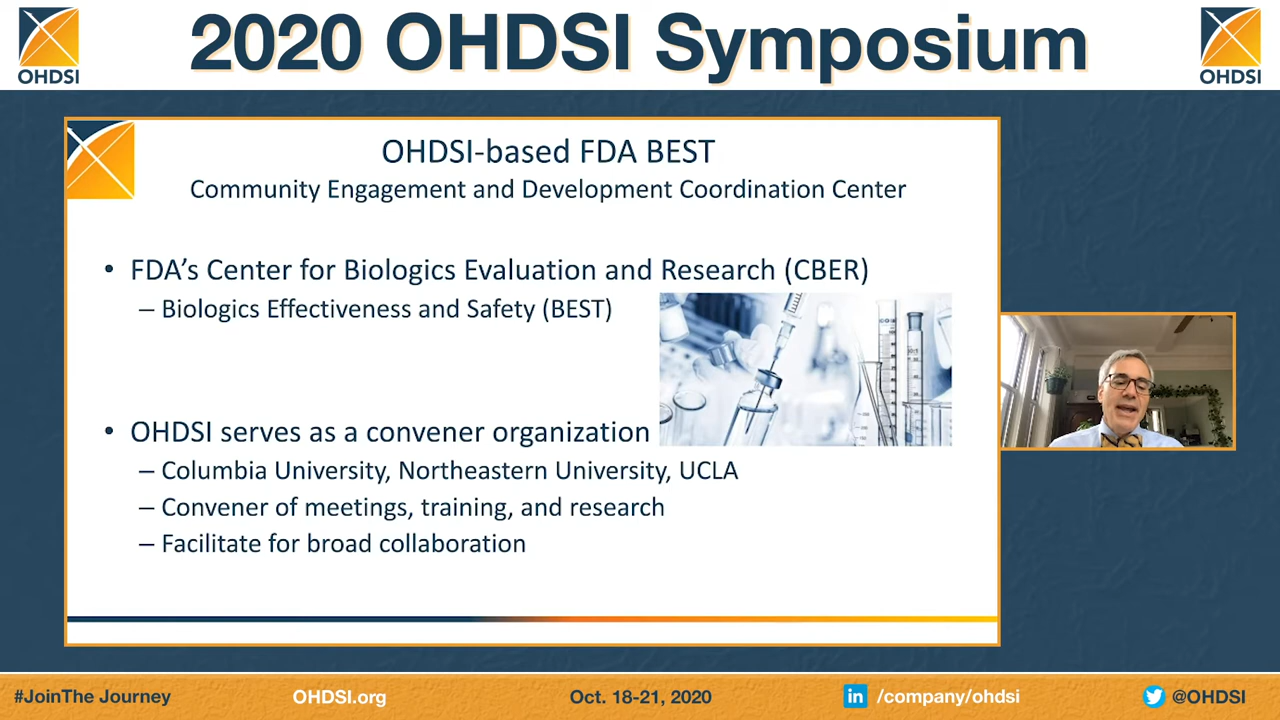 2020 OHDSI Symposium
OHDSI
OHDSI
OHDSI-based FDA BEST
Community Engagement and Development Coordination Center
• FDA’s Center for Biologics Evaluation and Research (CBER)
– Biologics Effectiveness and Safety (BEST)
• OHDSI serves as a convener organization
– Columbia University, Northeastern University, UCLA
– Convener of meetings, training, and research
– Facilitate for broad collaboration
#JoinThe Journey
OHDSI.org
Oct. 18-21, 2020
in /company/ohdsi
@OHDSI